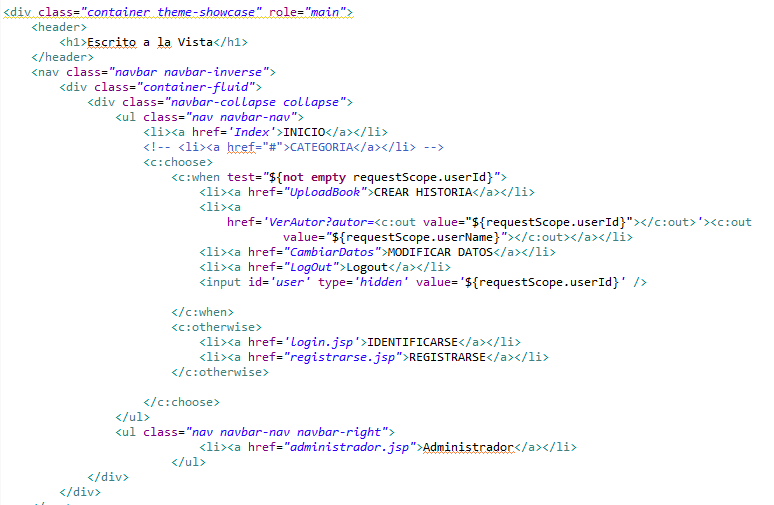 <div class="container theme-showcase" role="main">
<header>
<h1>Escrito a la Vista</h1>
</header>
<nav class="navbar navbar-inverse">
<div class="container-fluid">
<div class="navbar-collapse collapse">
<ul class="nav navbar-nav">
<li><a href='Index'>INICIO</a></li>
<!-- <li><a href="#">CATEGORIA</a></li> -->
<c:choose>
<c:when test="${not empty requestScope.userId}">
<li><a href="UploadBook">CREAR HISTORIA</a></li>
<li><a
href='VerAutor?autor=<c:out value="${requestScope.userId}"></c:out>'><c:out
value="${requestScope.userName}"></c:out></a></li>
<li><a href="CambiarDatos">MODIFICAR DATOS</a></li>
<li><a href="LogOut">Logout</a></li>
<input id='user' type='hidden' value='${requestScope.userId}' />
</c:when>
<c:otherwise>
<li><a href='login.jsp'>IDENTIFICARSE</a></li>
<li><a href="registrarse.jsp">REGISTRARSE</a></li>
</c:otherwise>
</c:choose>
</ul>
<ul class="nav navbar-nav navbar-right">
<li><a href="administrador.jsp">Administrador</a></li>
</ul>
</div>
</div>